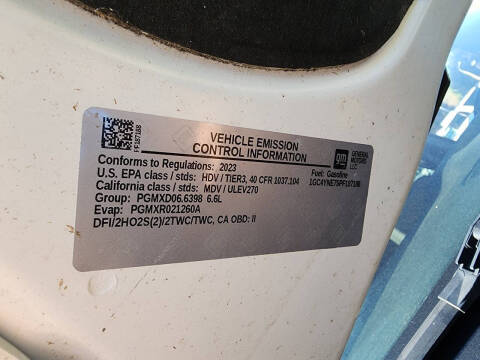 PF187188
VEHICLE EMISSION
CONTROL INFORMATION
gm GENERAL MOTORS LLC
Conforms to Regulations: 2023
Fuel: Gasoline
U.S. EPA class / stds: HDV / TIER3, 40 CFR 1037.104
California class / stds: MDV / ULEV270
Group: PGMXD06.6398 6.6L
Evap: PGMXR021260A
DFI/2HO2S(2)/2TWC/TWC, CA OBD: II